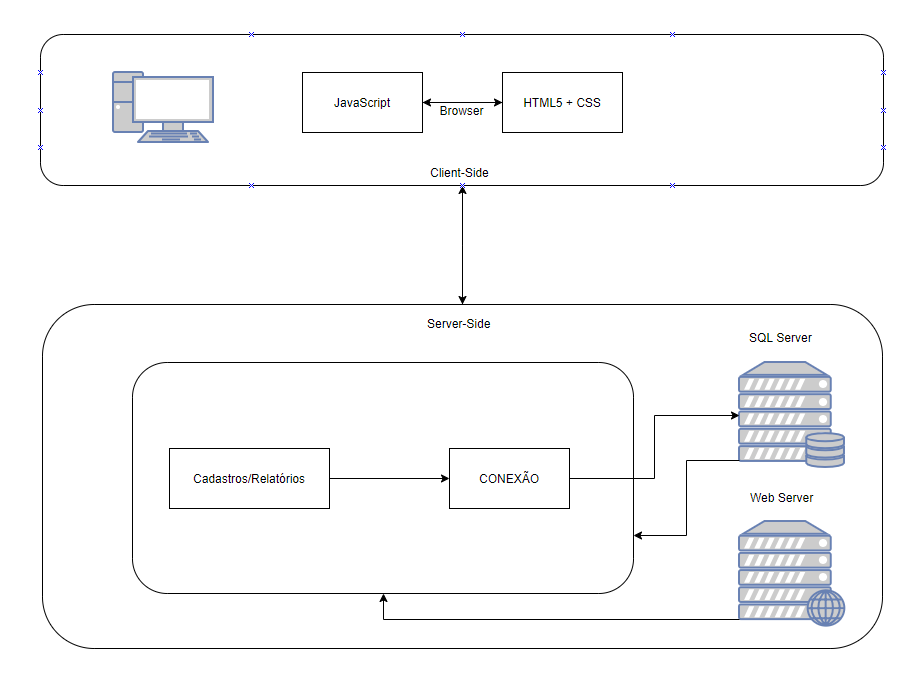 JavaScript
HTML5 + CSS
Browser
Client-Side
Server-Side
SQL Server
Cadastros/Relatórios
CONEXÃO
Web Server